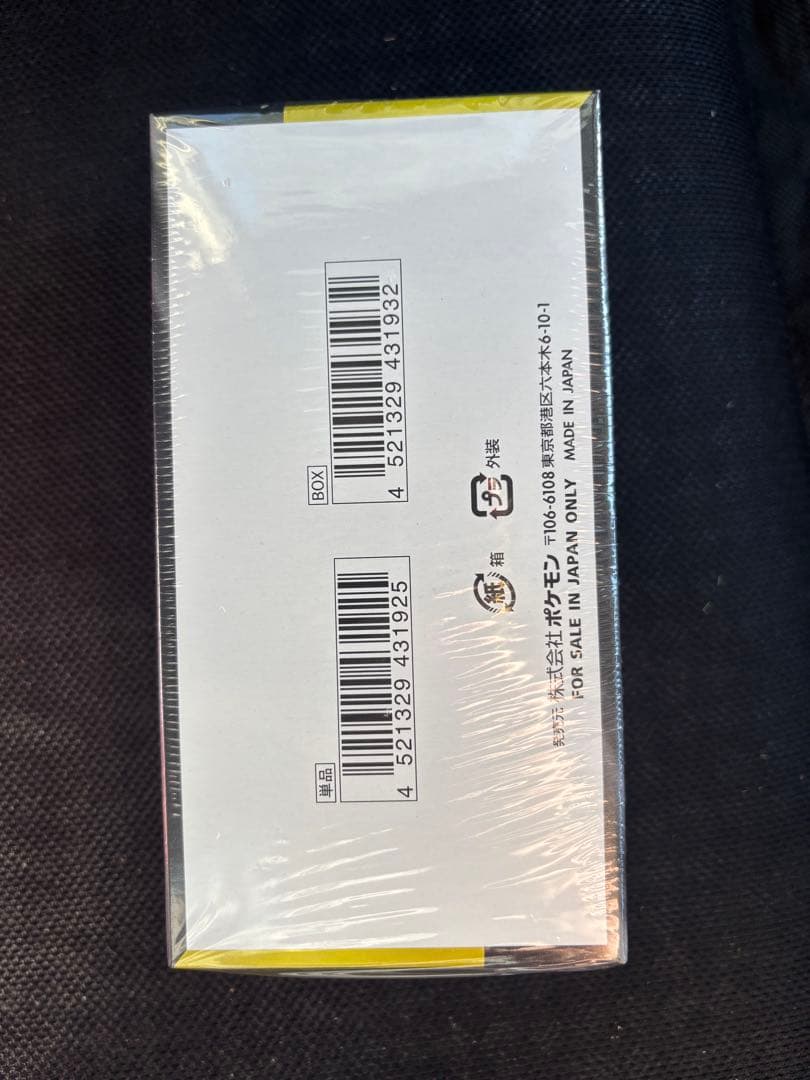 単品
4 521329 431925
BOX
4 521329 431932
紙 箱
プラ 外装
発売元 株式会社 ポケモン 〒106-6108 東京都港区六本木6-10-1
FOR SALE IN JAPAN ONLY MADE IN JAPAN